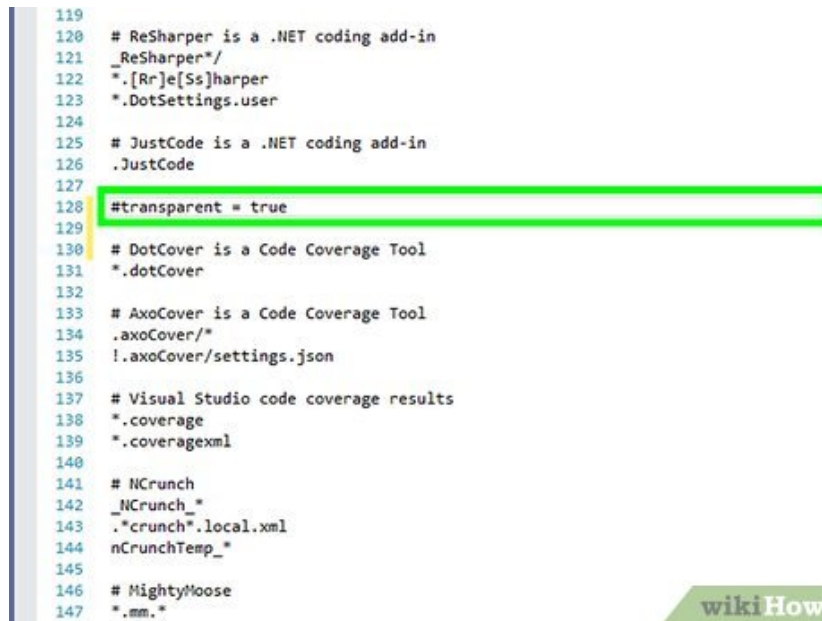 119
120 # ReSharper is a .NET coding add-in
121 _ReSharper*/
122 *.[Rr]e[Ss]harper
123 *.DotSettings.user
124
125 # JustCode is a .NET coding add-in
126 .JustCode
127
128 #transparent = true
129
130 # DotCover is a Code Coverage Tool
131 *.dotCover
132
133 # AxoCover is a Code Coverage Tool
134 .axoCover/*
135 !.axoCover/settings.json
136
137 # Visual Studio code coverage results
138 *.coverage
139 *.coveragexml
140
141 # NCrunch
142 _NCrunch_*
143 .*crunch*.local.xml
144 nCrunchTemp_*
145
146 # MightyMoose
147 *.mm.*
wikiHow